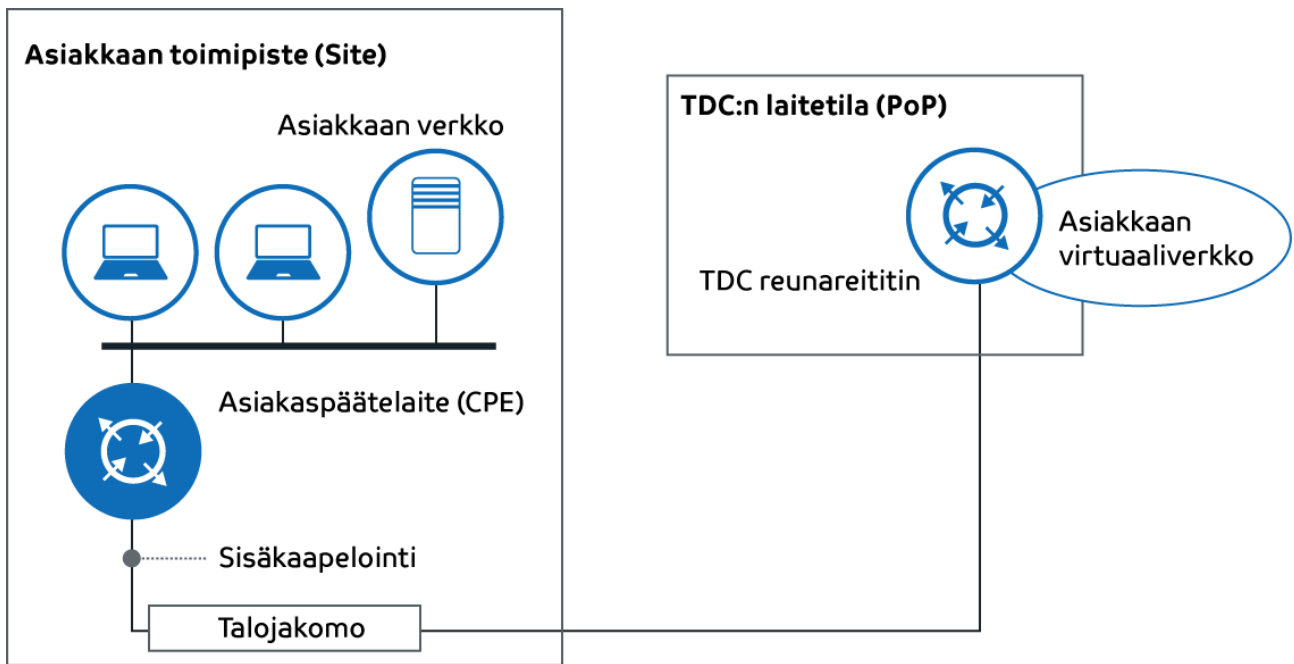 Asiakkaan toimipiste (Site)
Asiakkaan verkko
Asiakaspäätelaite (CPE)
Sisäkaapelointi
Talojakomo
TDC:n laitetila (PoP)
TDC reunareititin
Asiakkaan
virtuaaliverkko